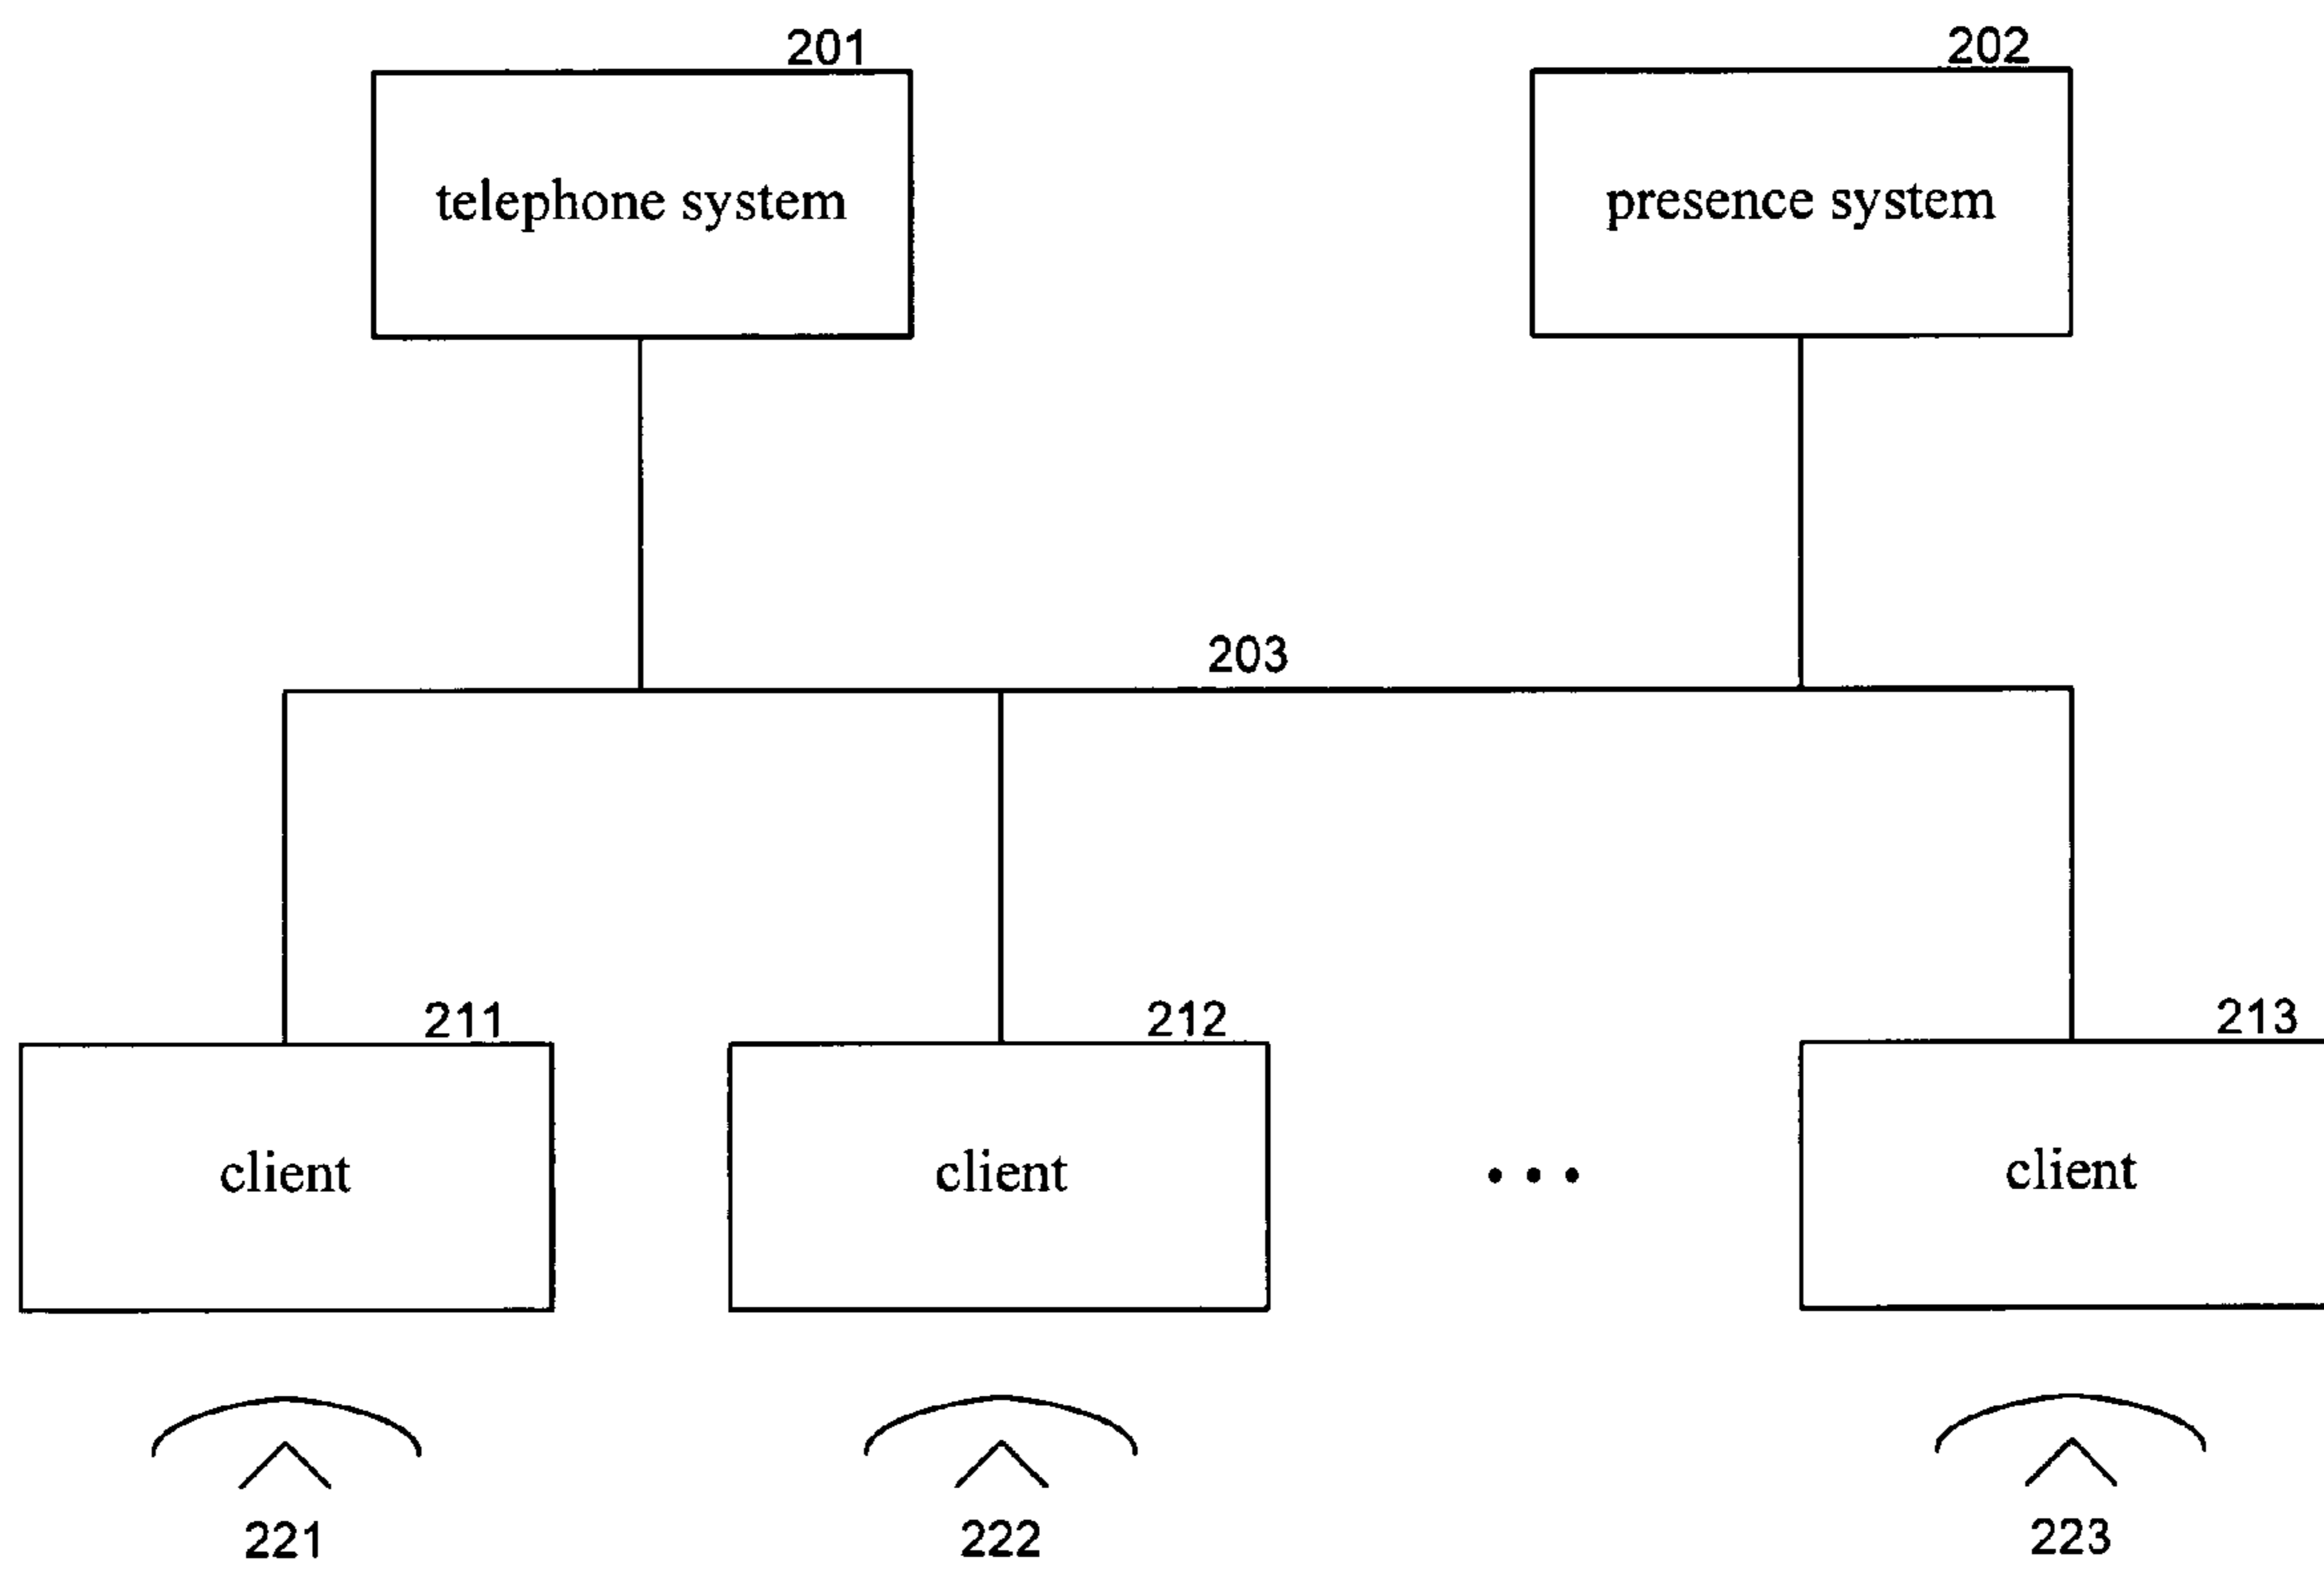 201
202
telephone system
presence system
203
211
212
213
client
client
...
client
221
222
223